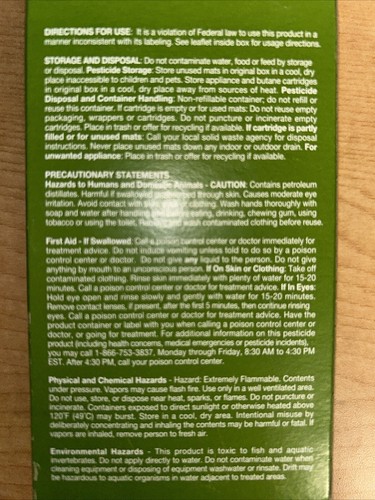 DIRECTIONS FOR USE: It is a violation of Federal law to use this product in a
manner inconsistent with its labeling. See leaflet inside box for usage directions.
STORAGE AND DISPOSAL: Do not contaminate water, food or feed by storage
or disposal. Pesticide Storage: Store unused mats in original box in a cool, dry
place inaccessible to children and pets. Store appliance and butane cartridges
in original box in a cool, dry place away from sources of heat. Pesticide
Disposal and Container Handling: Non-refillable container; do not refill or
reuse this container. If cartridge is empty or for used mats: Do not reuse empty
packaging, wrappers or cartridges. Do not puncture or incinerate empty
cartridges. Place in trash or offer for recycling if available. If cartridge is partly
filled or for unused mats: Call your local solid waste agency for disposal
instructions. Never place unused mats down any indoor or outdoor drain. For
unwanted appliance: Place in trash or offer for recycling if available.
PRECAUTIONARY STATEMENTS
Hazards to Humans and Domestic Animals - CAUTION: Contains petroleum
distillates. Harmful if swallowed through skin. Causes moderate eye
irritation. Avoid contact with clothing. Wash hands thoroughly with
soap and water after handling eating, drinking, chewing gum, using
tobacco or using the toilet. wash contaminated clothing before reuse.
First Aid - If Swallowed: Call a poison control center or doctor immediately for
treatment advice. Do not induce vomiting unless told to do so by a poison
control center or doctor. Do not give any liquid to the person. Do not give
anything by mouth to an unconscious person. If On Skin or Clothing: Take off
contaminated clothing. Rinse skin immediately with plenty of water for 15-20
minutes. Call a poison control center or doctor for treatment advice. If In Eyes:
Hold eye open and rinse slowly and gently with water for 15-20 minutes.
Remove contact lenses, if present, after the first 5 minutes, then continue rinsing
eyes. Call a poison control center or doctor for treatment advice. Have the
product container or label with you when calling a poison control center or
doctor, or going for treatment. For additional information on this pesticide
product (including health concerns, medical emergencies or pesticide incidents),
you may call 1-866-753-3837, Monday through Friday, 8:30 AM to 4:30 PM
EST. After 4:30 PM, call your poison control center.
Physical and Chemical Hazards - Hazard: Extremely Flammable. Contents
under pressure. Vapors may cause flash fire. Use only in a well ventilated area.
Do not use, store, or dispose near heat, sparks, or flames. Do not puncture or
incinerate. Containers exposed to direct sunlight or otherwise heated above
120°F (49°C) may burst. Store in a cool, dry area. Intentional misuse by
deliberately concentrating and inhaling the contents may be harmful or fatal. If
vapors are inhaled, remove person to fresh air.
Environmental Hazards - This product is toxic to fish and aquatic
invertebrates. Do not apply directly to water. Do not contaminate water when
cleaning equipment or disposing of equipment washwater or rinsate. Drift may
be hazardous to aquatic organisms in water adjacent to treated areas.